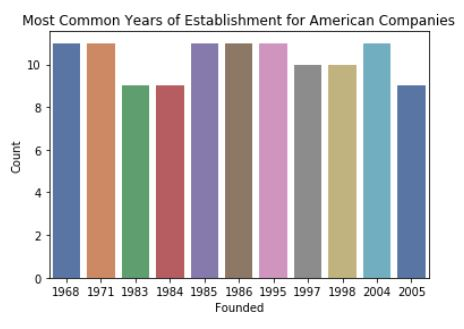 Most Common Years of Establishment for American Companies
Count
10
8
6
4
2
0
1968 1971 1983 1984 1985 1986 1995 1997 1998 2004 2005
Founded